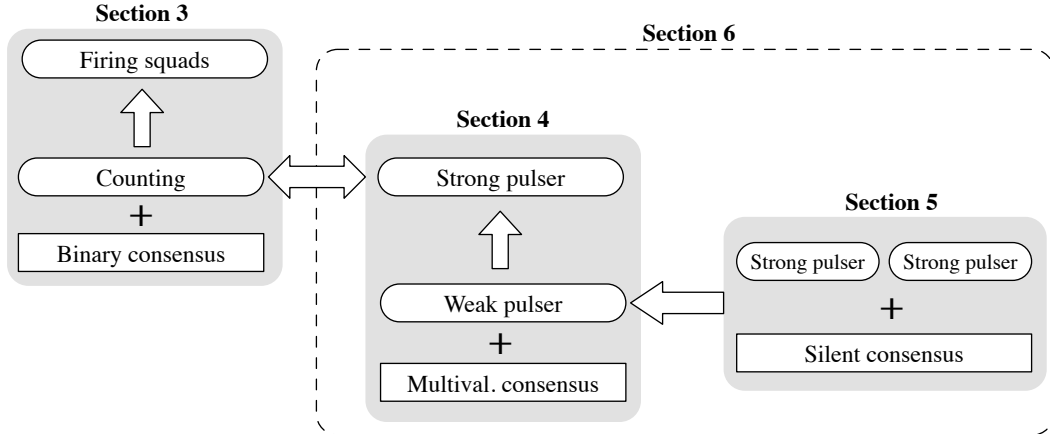 Section 3
Firing squads
Counting
+
Binary consensus
Section 6
Section 4
Strong pulser
Weak pulser
+
Multival. consensus
Section 5
Strong pulser
Strong pulser
+
Silent consensus